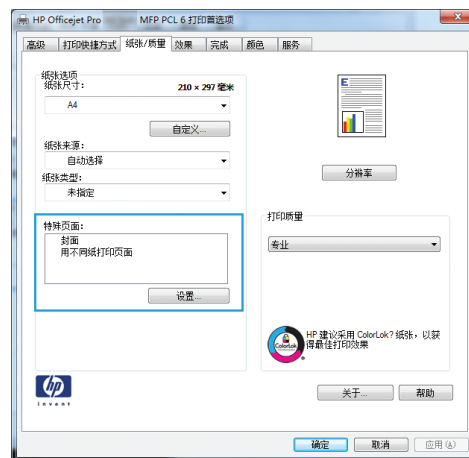 HP Officejet Pro MFP PCL 6 打印首选项
高级 打印快捷方式 纸张/质量 效果 完成 颜色 服务
纸张选项
纸张尺寸: 210 × 297 毫米
A4
自定义...
纸张来源:
自动选择
纸张类型:
未指定
特殊页面:
封面
用不同纸打印页面
设置...
E
分辨率
打印质量
专业
ColorLok
HP 建议采用 ColorLok? 纸张，以获
得最佳打印效果
hp
invent
关于... 帮助
确定 取消 应用(A)